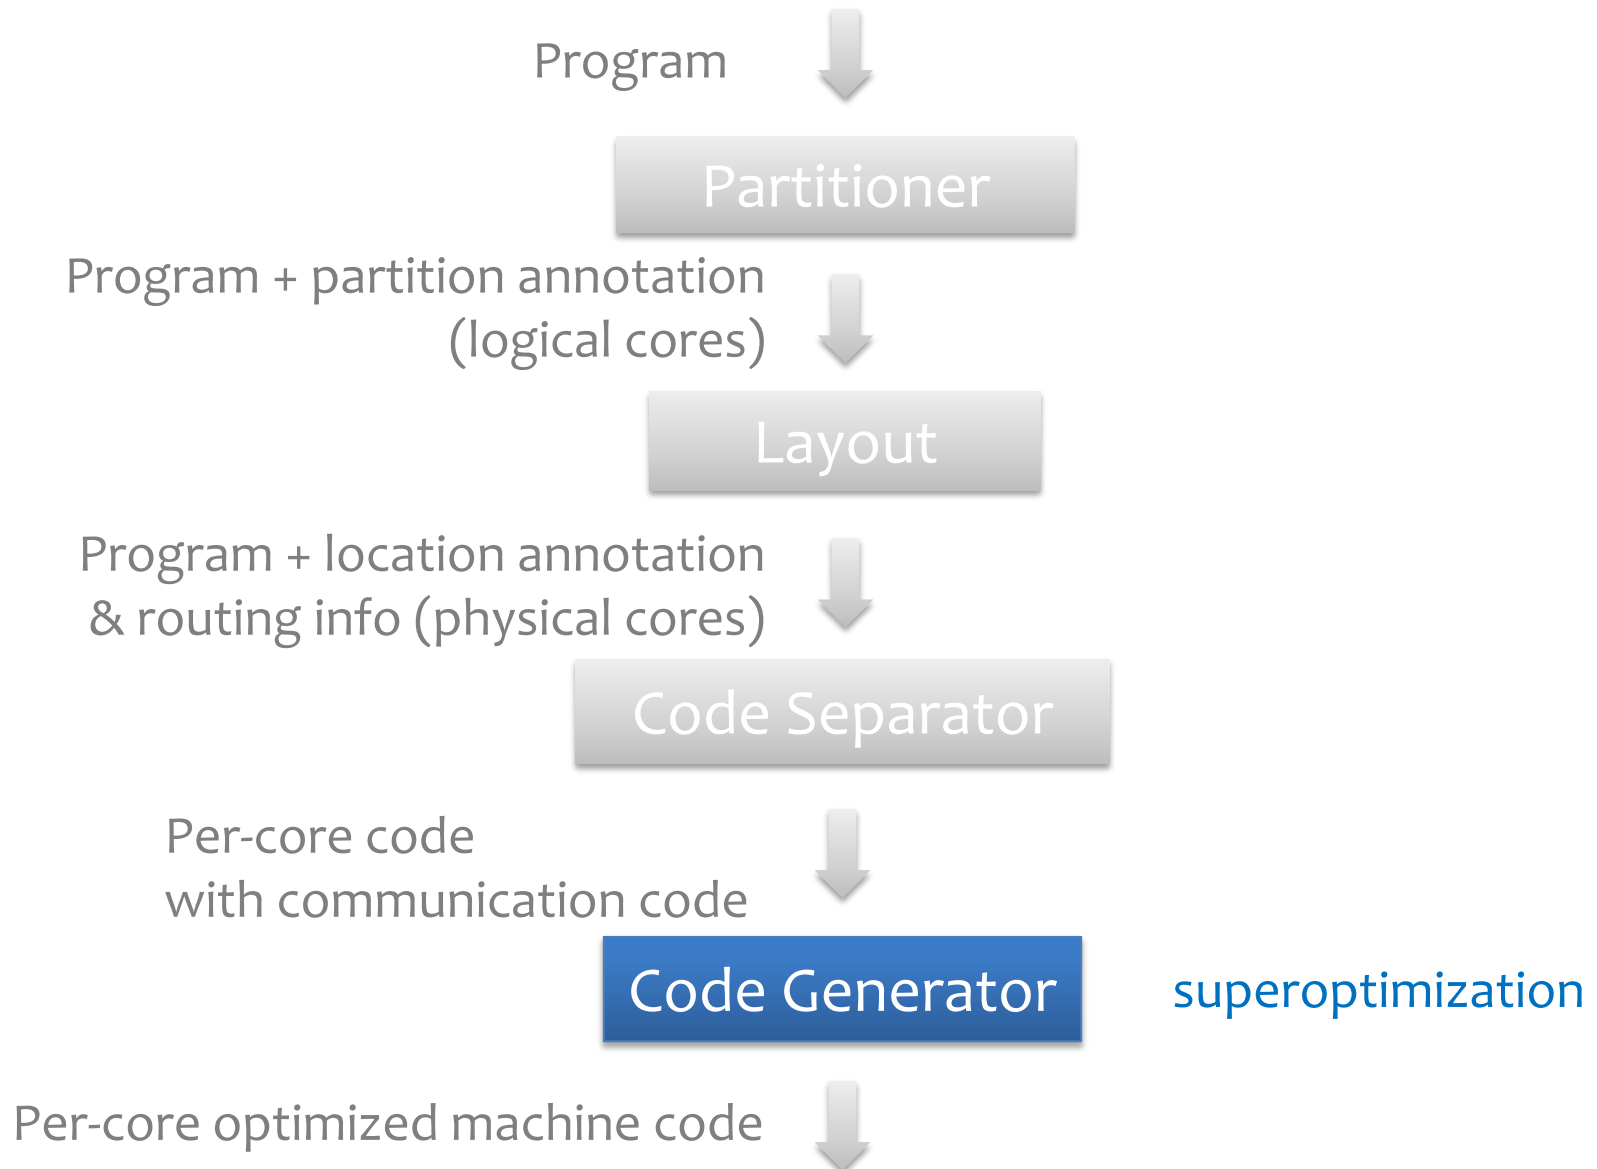 Program
Partitioner
Program + partition annotation
(logical cores)
Layout
Program + location annotation
& routing info (physical cores)
Code Separator
Per-core code
with communication code
Code Generator
superoptimization
Per-core optimized machine code